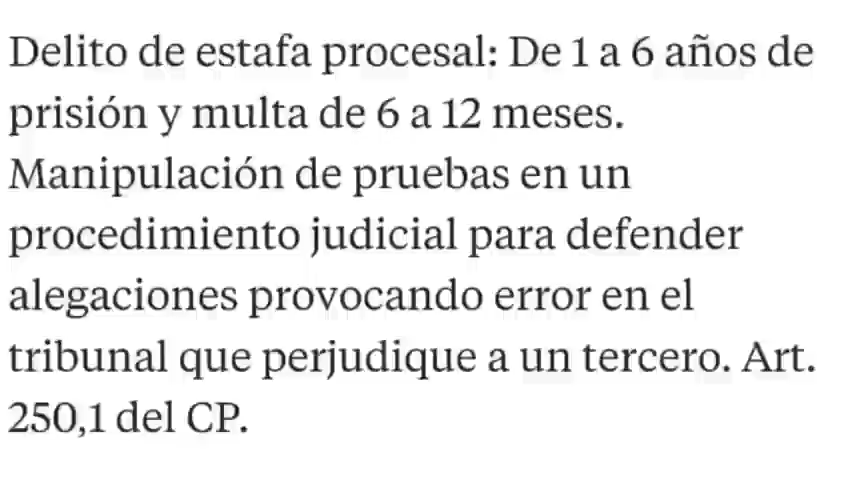 Delito de estafa procesal: De 1 a 6 años de
prisión y multa de 6 a 12 meses.
Manipulación de pruebas en un
procedimiento judicial para defender
alegaciones provocando error en el
tribunal que perjudique a un tercero. Art.
250,1 del CP.